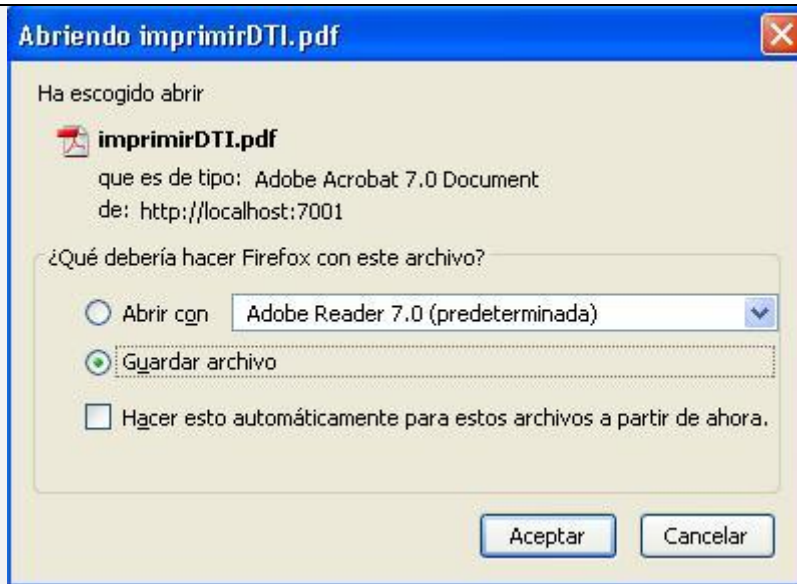 Abriendo imprimirDTI.pdf
Ha escogido abrir
imprimirDTI.pdf
que es de tipo: Adobe Acrobat 7.0 Document
de: http://localhost:7001
¿Qué debería hacer Firefox con este archivo?
Abrir con Adobe Reader 7.0 (predeterminada)
Guardar archivo
Hacer esto automáticamente para estos archivos a partir de ahora.
Aceptar Cancelar